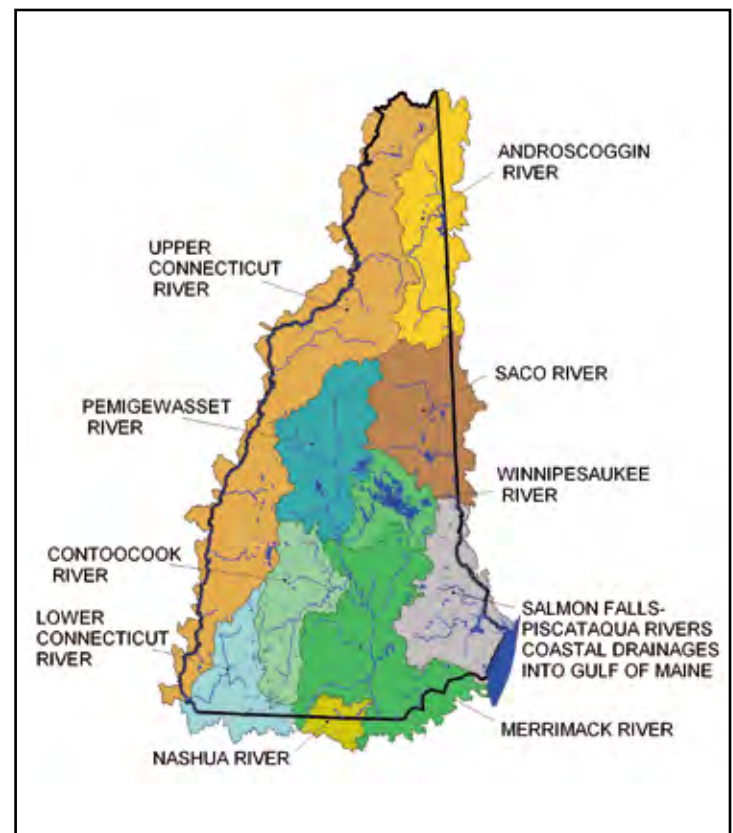 ANDROSCOGGIN
RIVER
UPPER
CONNECTICUT
RIVER
SACO RIVER
PEMIGEWASSET
RIVER
WINNIPESAUKEE
RIVER
CONTOOCOOK
RIVER
LOWER
CONNECTICUT
RIVER
SALMON FALLS-
PISCATAQUA RIVERS
COASTAL DRAINAGES
INTO GULF OF MAINE
MERRIMACK RIVER
NASHUA RIVER